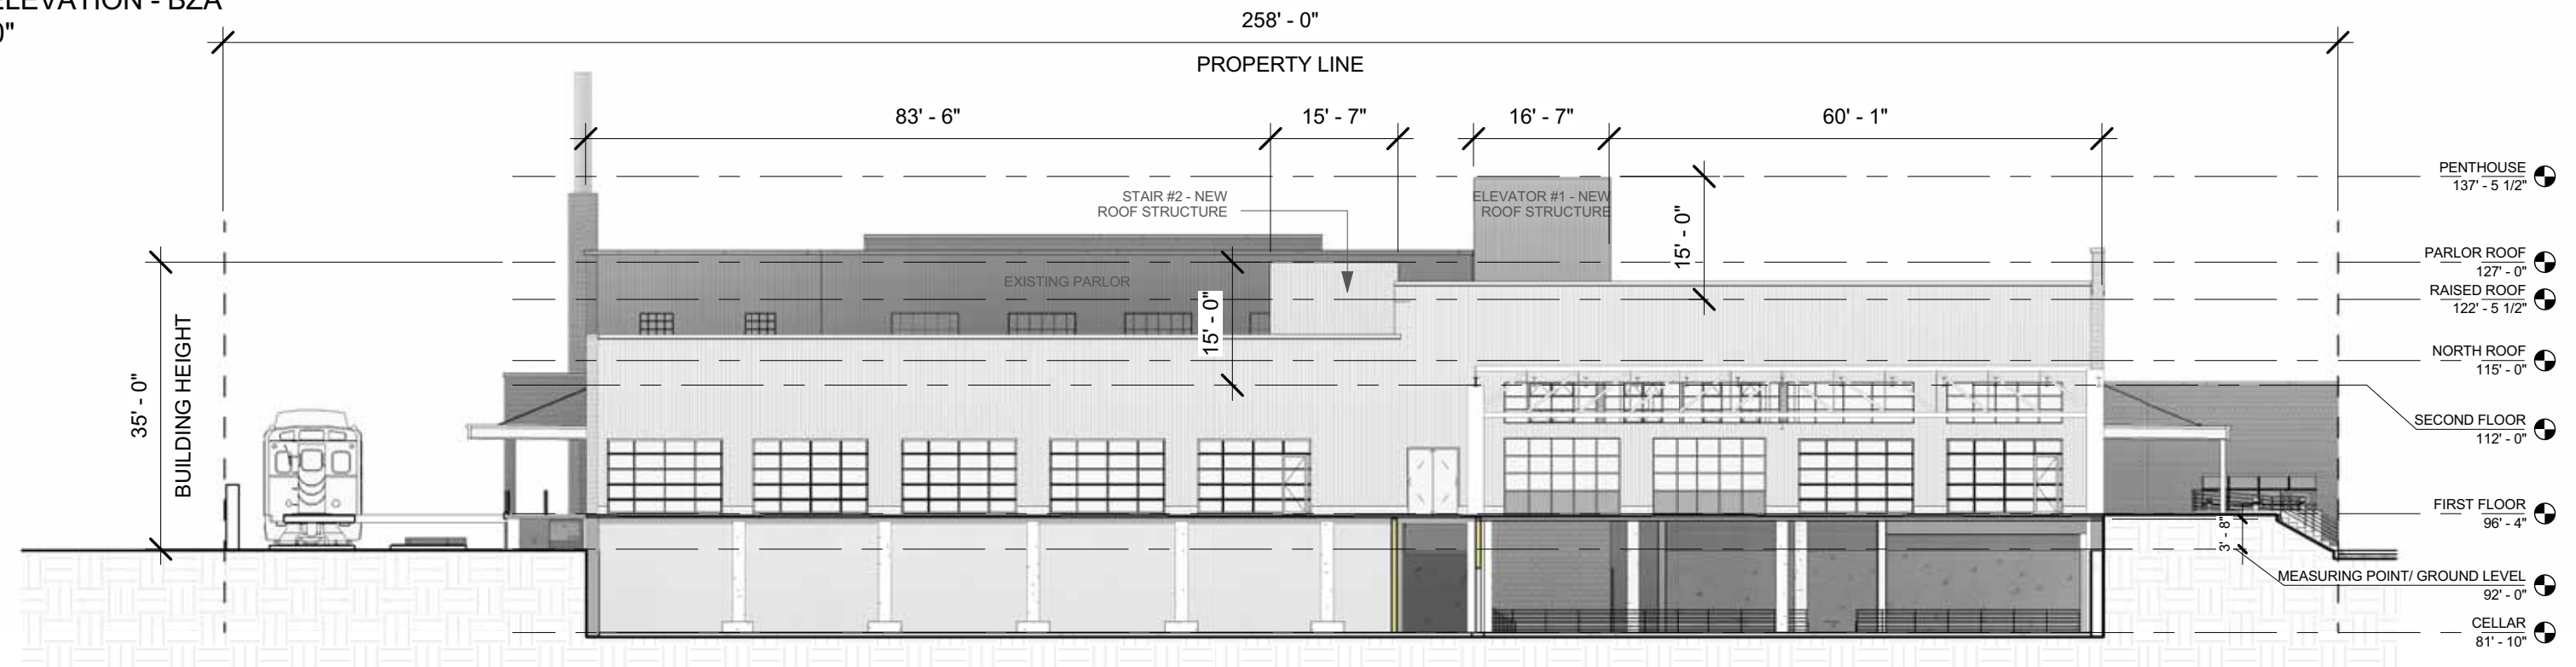 ELEVATION - BZA
0"
258' - 0"
PROPERTY LINE
83' - 6"
15' - 7"
16' - 7"
60' - 1"
PENTHOUSE
137' - 5 1/2"
STAIR #2 - NEW
ROOF STRUCTURE
ELEVATOR #1 - NEW
ROOF STRUCTURE
15' - 0"
PARLOR ROOF
127' - 0"
EXISTING PARLOR
RAISED ROOF
122' - 5 1/2"
15' - 0"
NORTH ROOF
115' - 0"
35' - 0"
BUILDING HEIGHT
SECOND FLOOR
112' - 0"
FIRST FLOOR
96' - 4"
3' - 8"
MEASURING POINT/ GROUND LEVEL
92' - 0"
CELLAR
81' - 10"